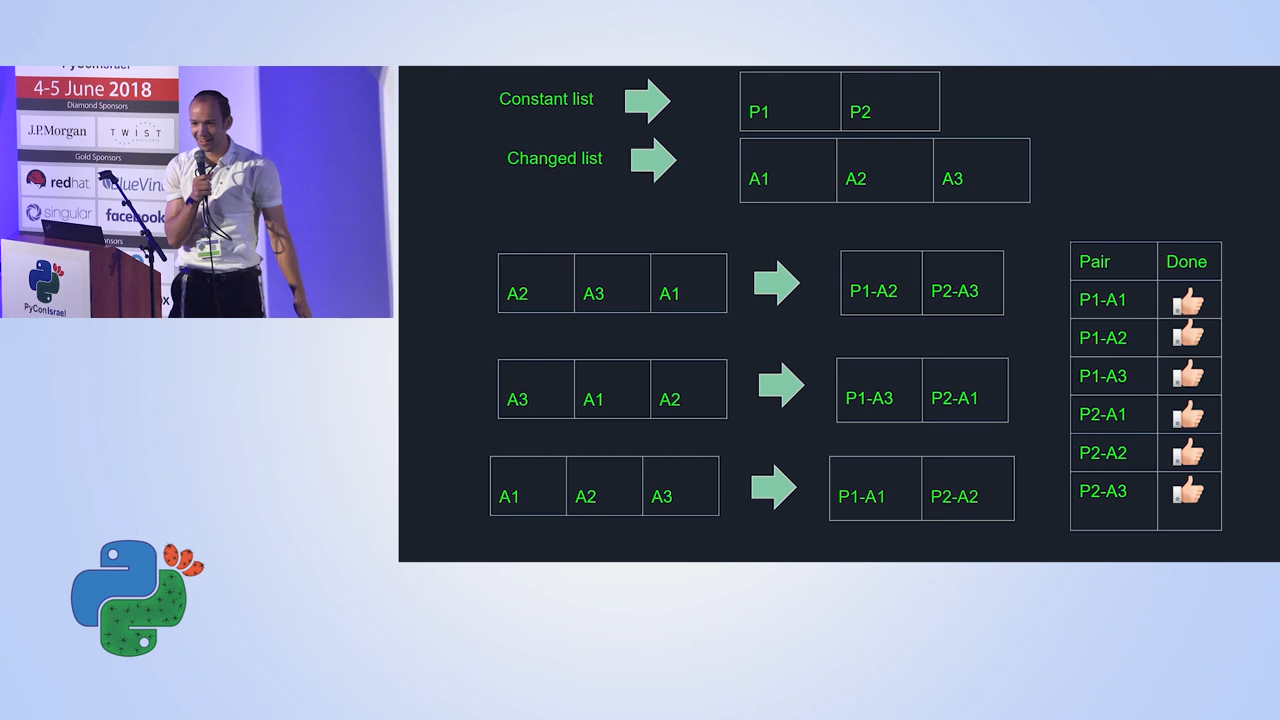 PyConIsrael
4-5 June 2018
Diamond Sponsors
J.P.Morgan
TWIST
Gold Sponsors
redhat.
singular
facebook
PyConIsrael
Constant list
P1 P2
Changed list
A1 A2 A3
A2 A3 A1
P1-A2 P2-A3
A3 A1 A2
P1-A3 P2-A1
A1 A2 A3
P1-A1 P2-A2
Pair Done
P1-A1
P1-A2
P1-A3
P2-A1
P2-A2
P2-A3